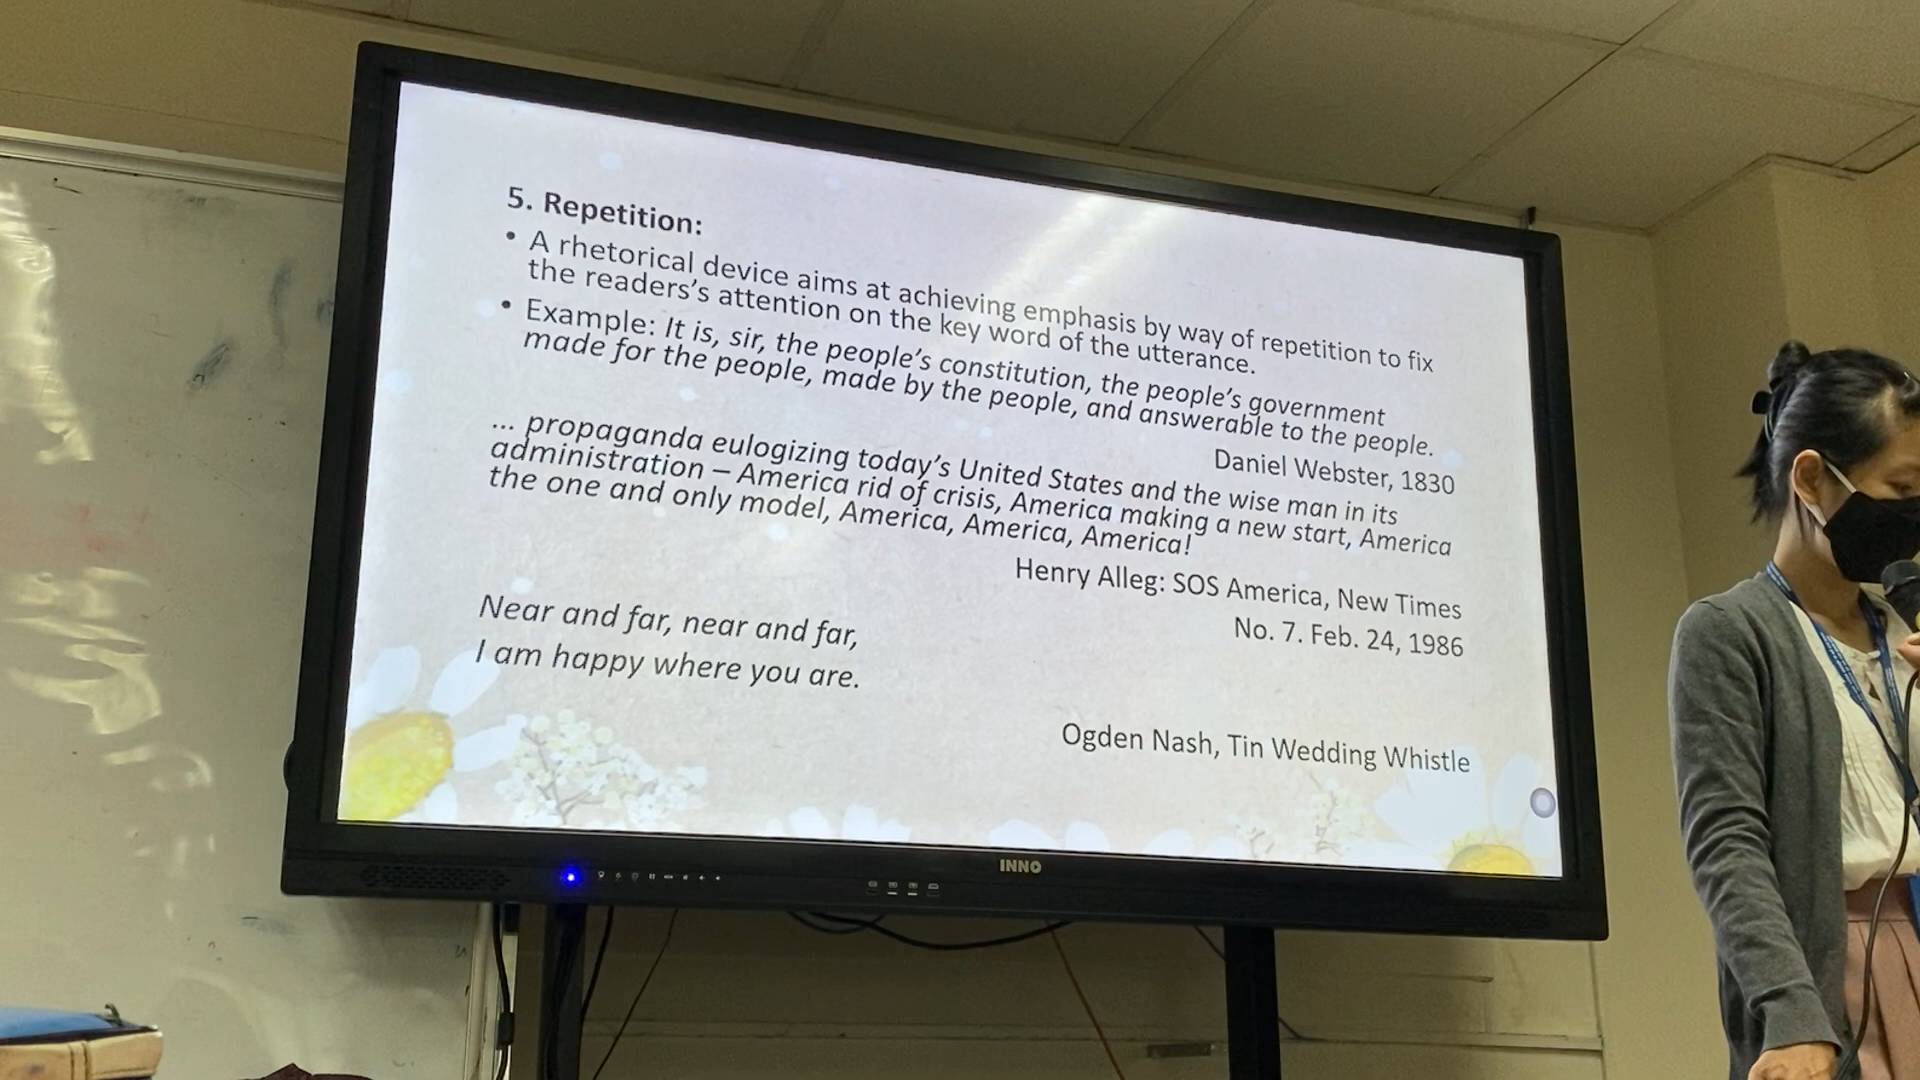 5. Repetition:
• A rhetorical device aims at achieving emphasis by way of repetition to fix
the readers's attention on the key word of the utterance.
• Example: It is, sir, the people's constitution, the people's government
made for the people, made by the people, and answerable to the people.
Daniel Webster, 1830
... propaganda eulogizing today's United States and the wise man in its
administration – America rid of crisis, America making a new start, America
the one and only model, America, America, America!
Henry Alleg: SOS America, New Times
No. 7. Feb. 24, 1986
Near and far, near and far,
I am happy where you are.
Ogden Nash, Tin Wedding Whistle
INNO